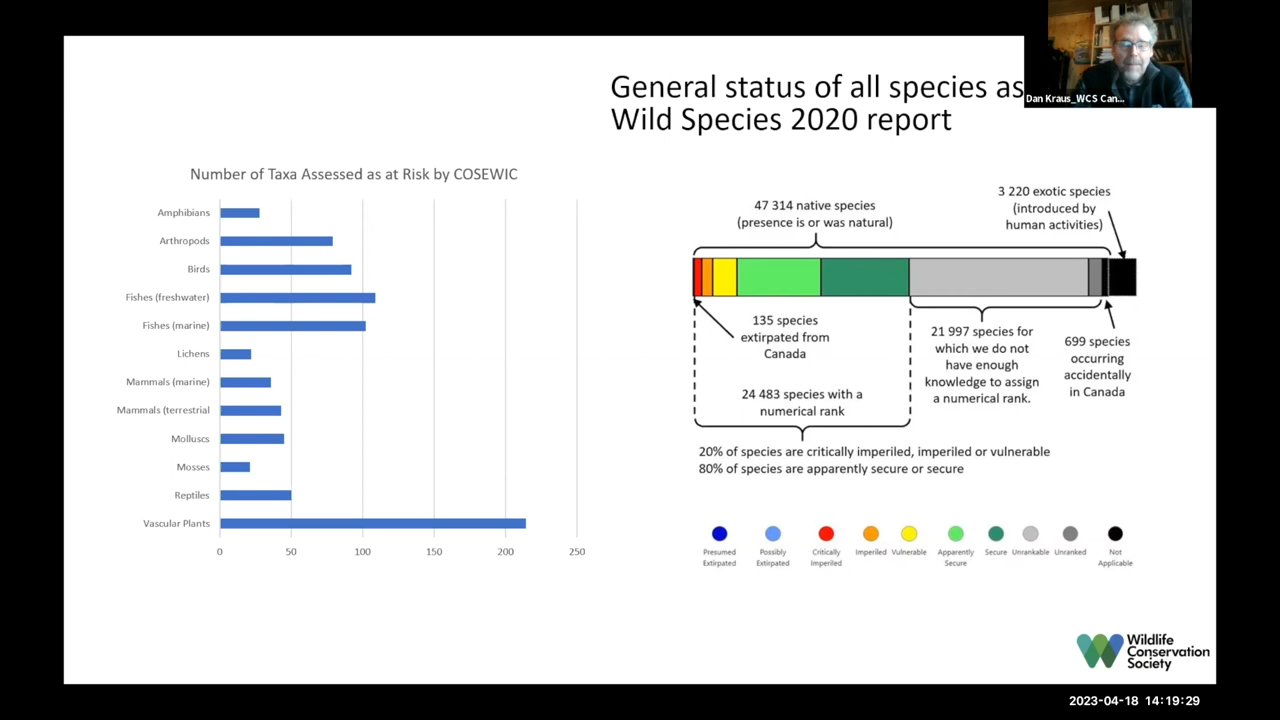 General status of all species as
Wild Species 2020 report
Dan Kraus_WCS Can...
Number of Taxa Assessed as at Risk by COSEWIC
Amphibians
Arthropods
Birds
Fishes (freshwater)
Fishes (marine)
Lichens
Mammals (marine)
Mammals (terrestrial
Molluscs
Mosses
Reptiles
Vascular Plants
0 50 100 150 200 250
47 314 native species
(presence is or was natural)
3 220 exotic species
(introduced by
human activities)
135 species
extirpated from
Canada
24 483 species with a
numerical rank
21 997 species for
which we do not
have enough
knowledge to assign
a numerical rank.
699 species
occurring
accidentally
in Canada
20% of species are critically imperiled, imperiled or vulnerable
80% of species are apparently secure or secure
Presumed
Extirpated
Possibly
Extirpated
Critically
Imperiled
Imperiled
Vulnerable
Apparently
Secure
Secure
Unrankable
Unranked
Not
Applicable
Wildlife
Conservation
Society
2023-04-18 14:19:29